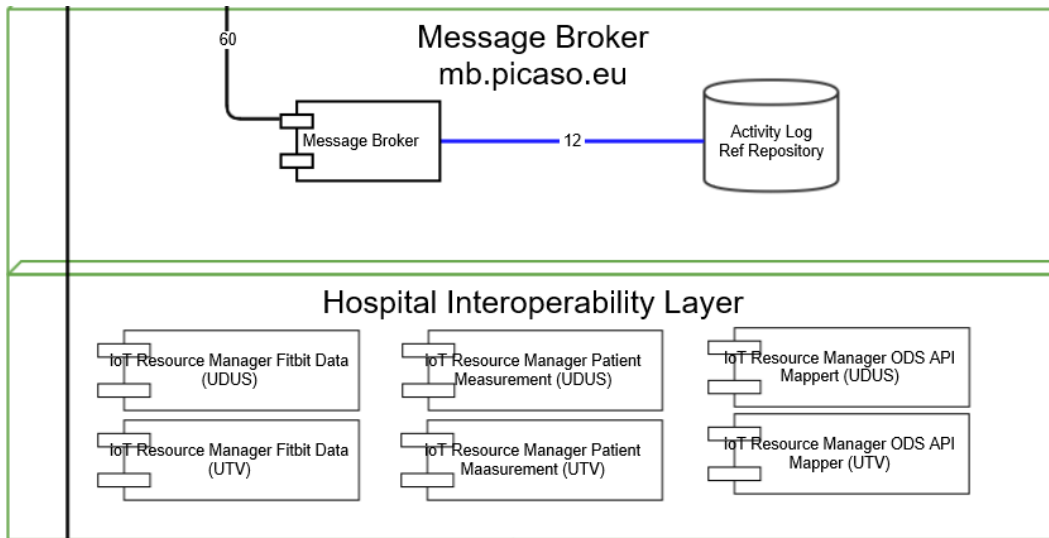 60
Message Broker
mb.picaso.eu
Message Broker
12
Activity Log
Ref Repository
Hospital Interoperability Layer
IoT Resource Manager Fitbit Data
(UDUS)
IoT Resource Manager Patient
Measurement (UDUS)
IoT Resource Manager ODS API
Mappert (UDUS)
IoT Resource Manager Fitbit Data
(UTV)
IoT Resource Manager Patient
Maasurement (UTV)
IoT Resource Manager ODS API
Mapper (UTV)